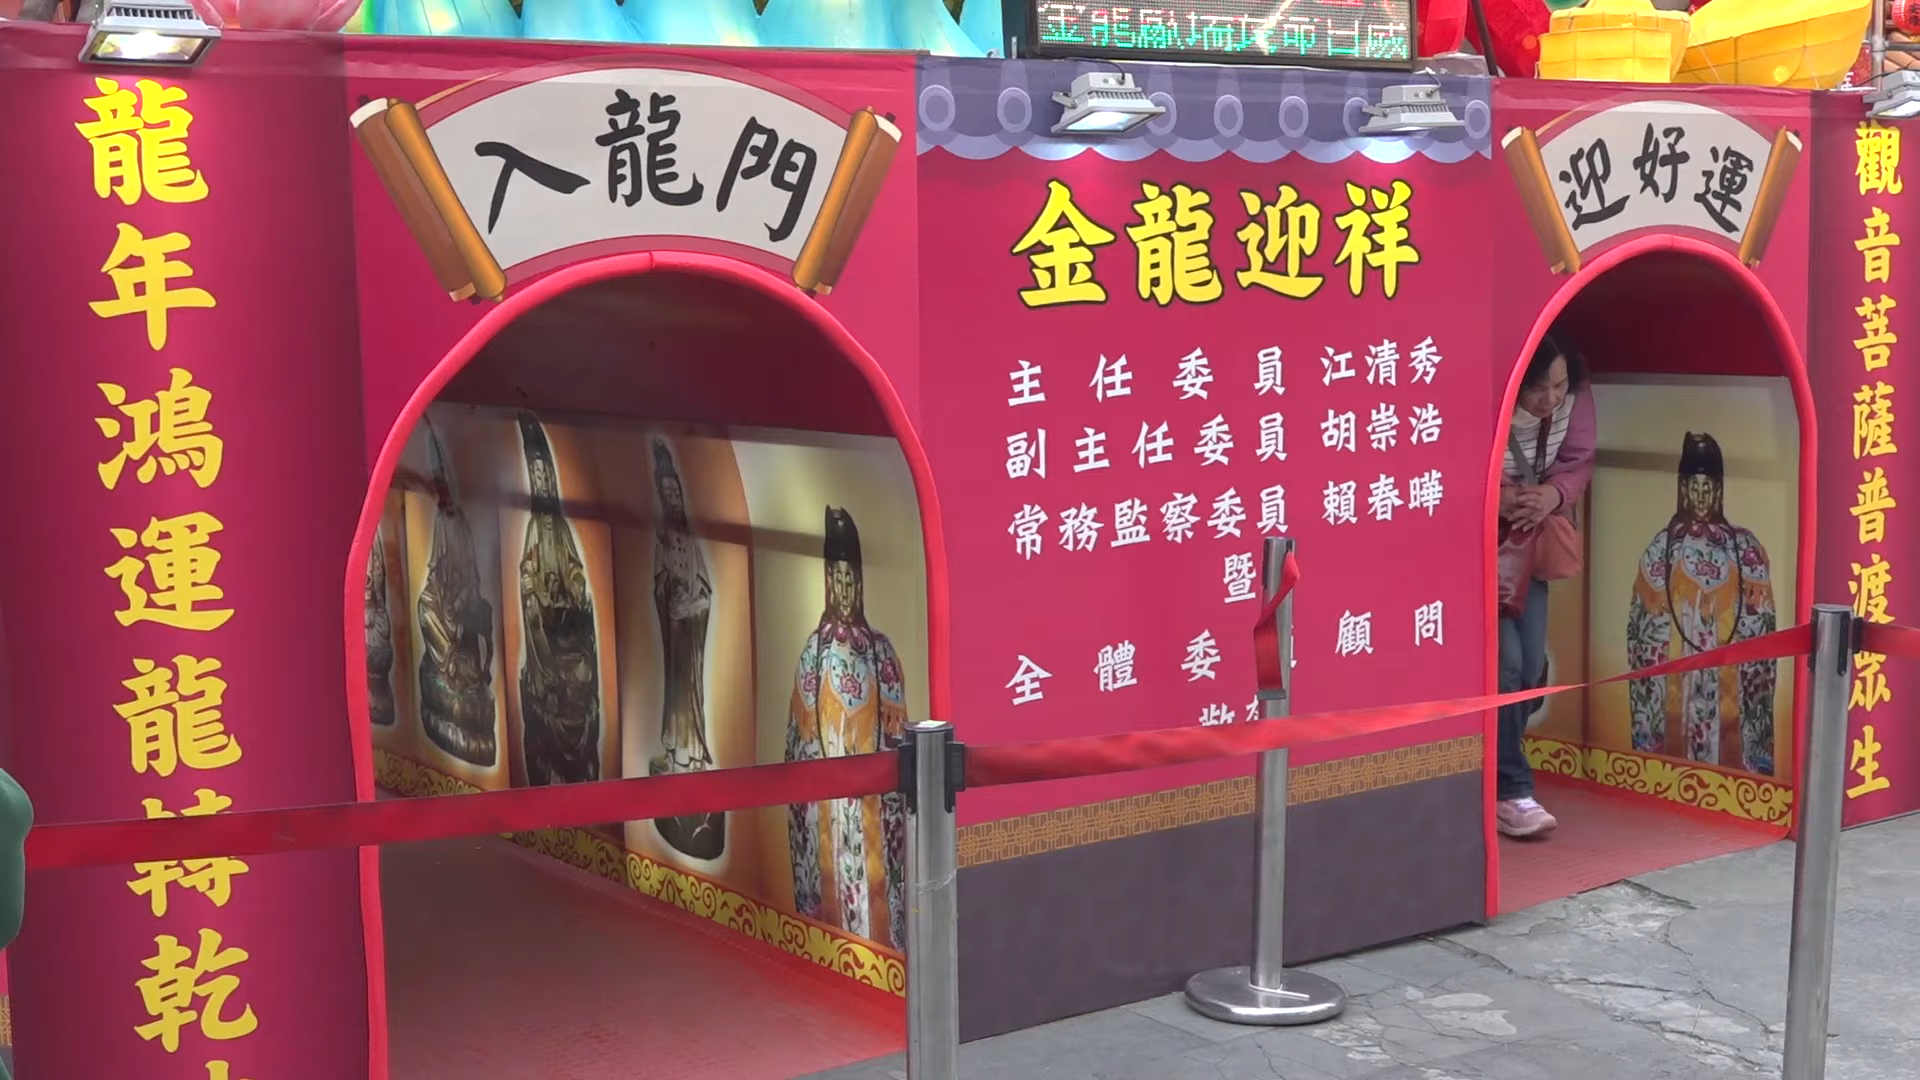 龍年鴻運龍轉乾
入龍門
金龍迎祥
主任委員 江清秀
副主任委員 胡崇浩
常務監察委員 賴春曄
暨
全體委 顧問
迎好運
觀音菩薩普渡眾生